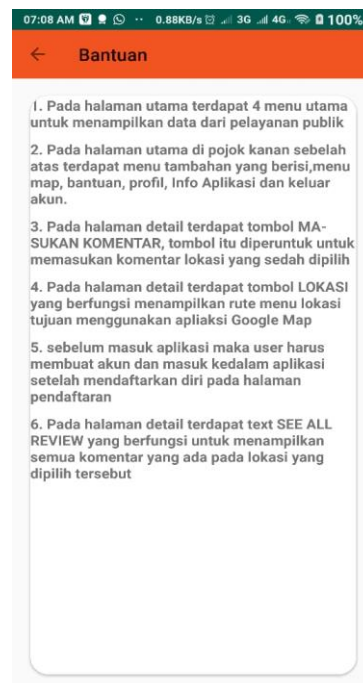 07:08 AM 0.88KB/s 3G 4G 100%
Bantuan
1. Pada halaman utama terdapat 4 menu utama
untuk menampilkan data dari pelayanan publik
2. Pada halaman utama di pojok kanan sebelah
atas terdapat menu tambahan yang berisi,menu
map, bantuan, profil, Info Aplikasi dan keluar
akun.
3. Pada halaman detail terdapat tombol MA-
SUKAN KOMENTAR, tombol itu diperuntuk untuk
memasukan komentar lokasi yang sedah dipilih
4. Pada halaman detail terdapat tombol LOKASI
yang berfungsi menampilkan rute menu lokasi
tujuan menggunakan apliaksi Google Map
5. sebelum masuk aplikasi maka user harus
membuat akun dan masuk kedalam aplikasi
setelah mendaftarkan diri pada halaman
pendaftaran
6. Pada halaman detail terdapat text SEE ALL
REVIEW yang berfungsi untuk menampilkan
semua komentar yang ada pada lokasi yang
dipilih tersebut